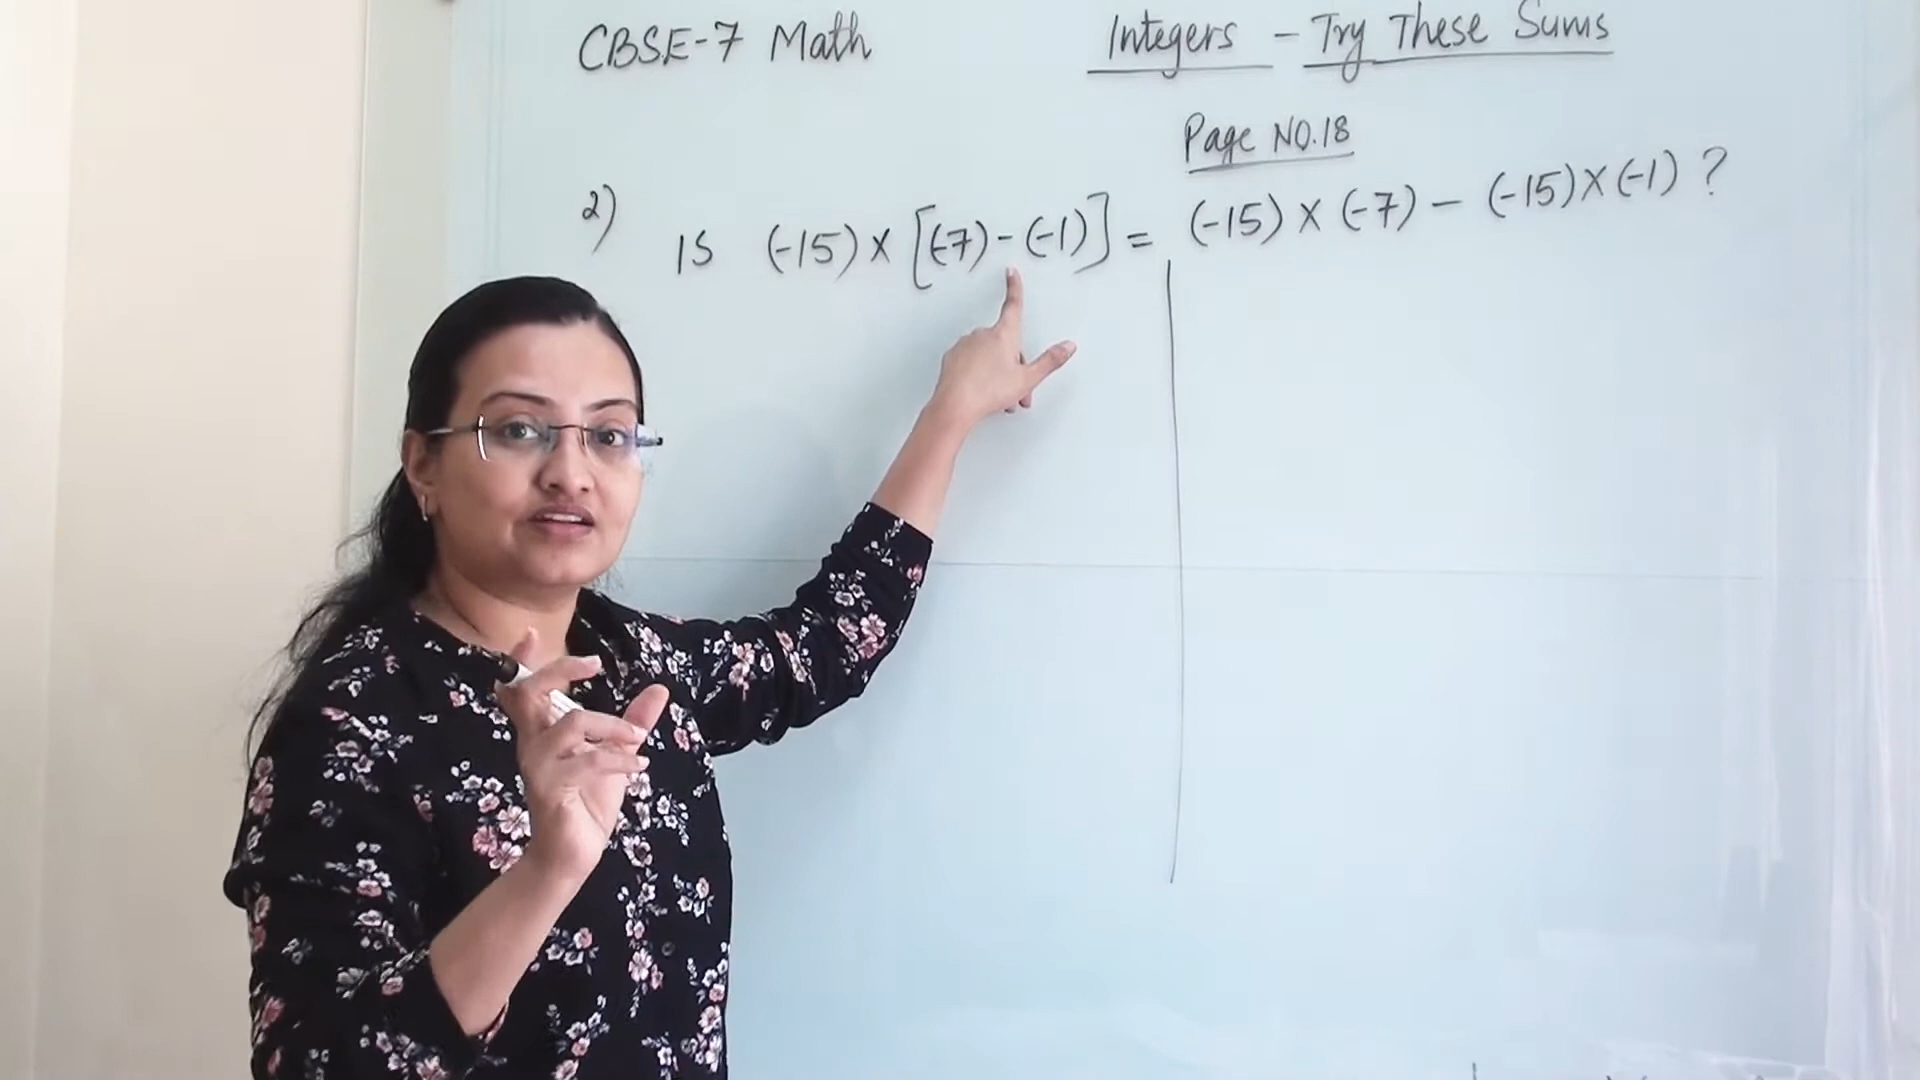 CBSE-7 Math
Integers - Try These Sums
Page NO.18
2) IS (-15) X [(-7)-(-1)] = (-15) X (-7) - (-15) X (-1) ?